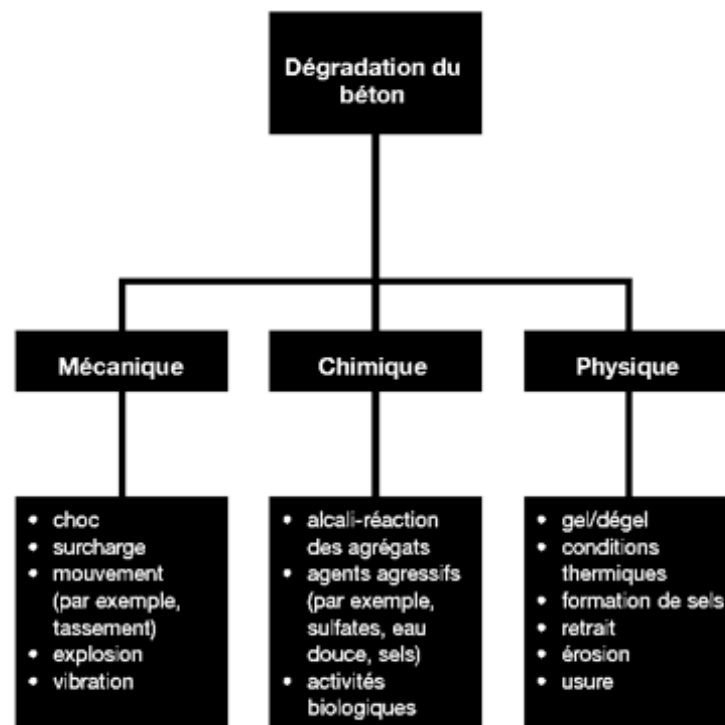 Dégradation du
béton
Mécanique
Chimique
Physique
• choc
• surcharge
• mouvement
(par exemple,
tassement)
• explosion
• vibration
• alcali-réaction
des agrégats
• agents agressifs
(par exemple,
sulfates, eau
douce, sels)
• activités
biologiques
• gel/dégel
• conditions
thermiques
• formation de sels
• retrait
• érosion
• usure